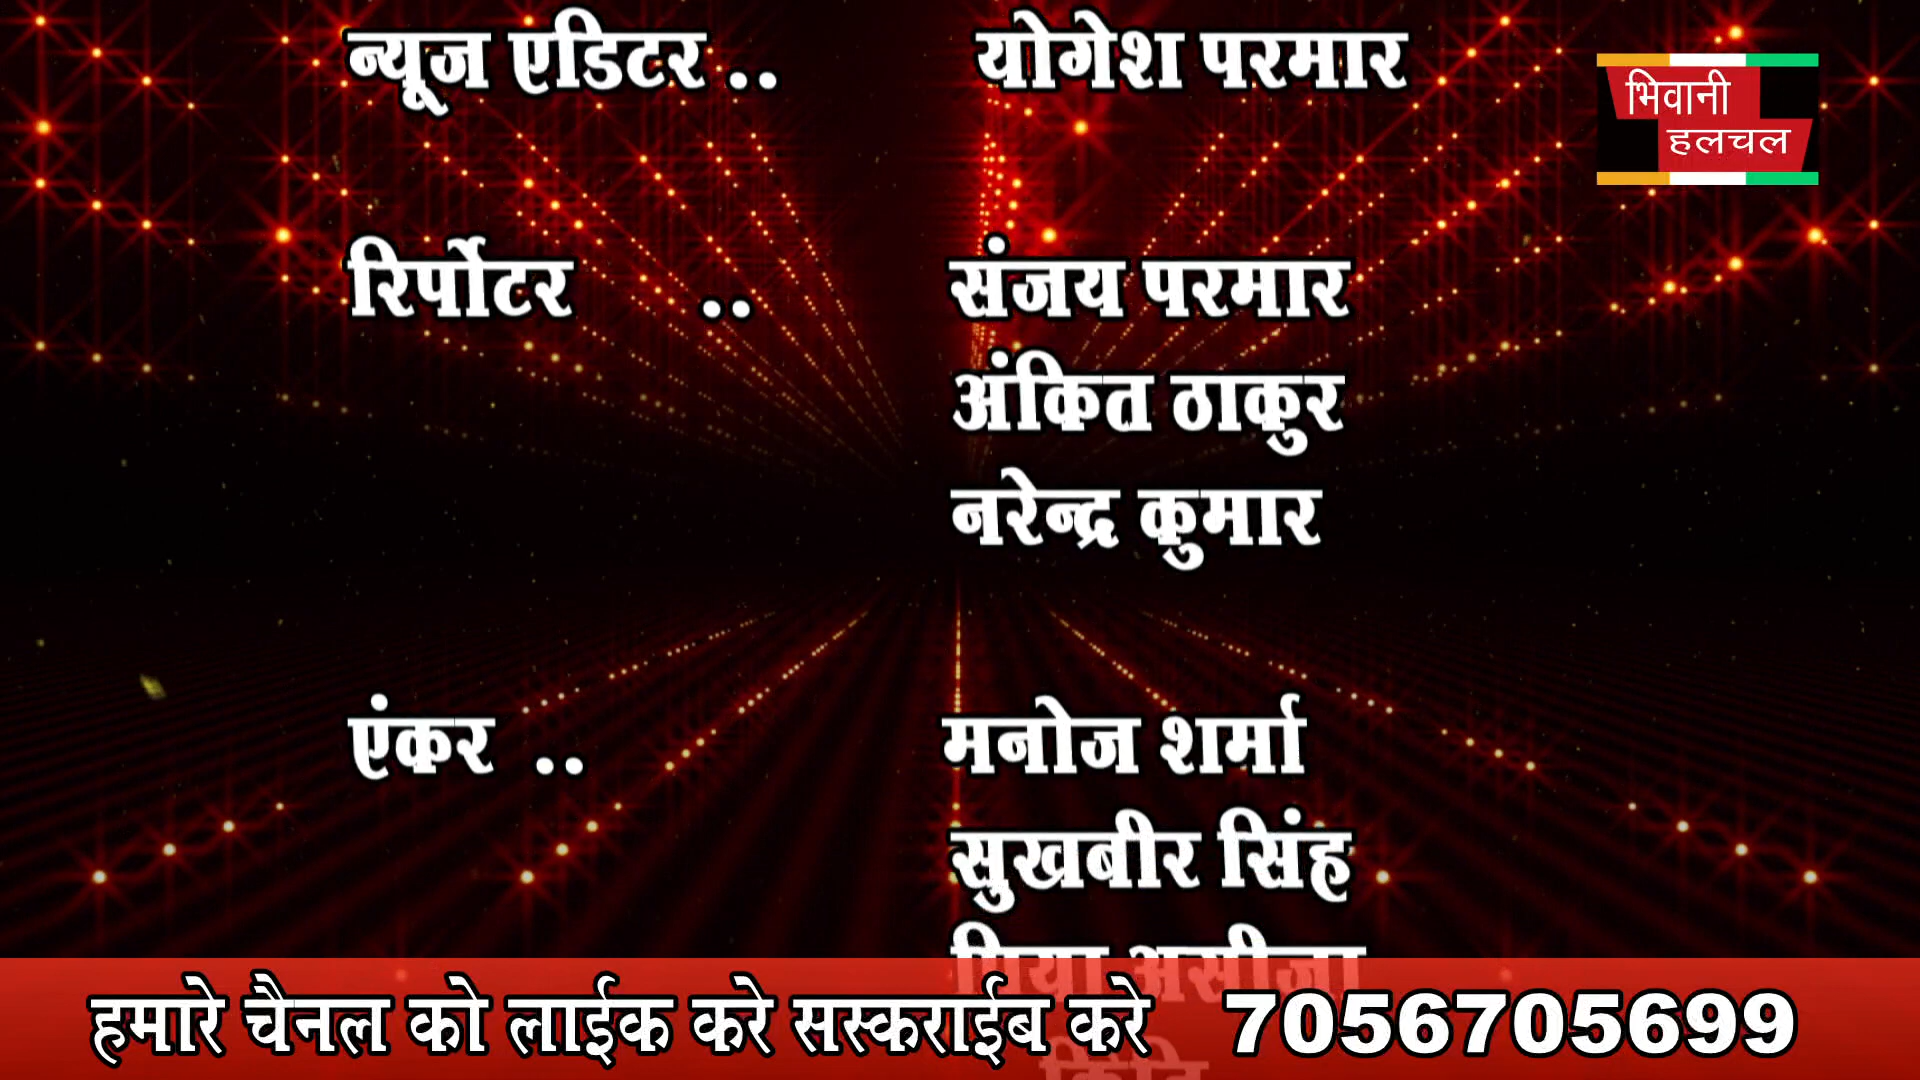 न्यूज एडिटर .. योगेश परमार
भिवानी
हलचल
रिर्पोटर .. संजय परमार
अंकित ठाकुर
नरेन्द्र कुमार
एंकर .. मनोज शर्मा
सुखबीर सिंह
हमारे चैनल को लाईक करे सस्कराईब करे 7056705699